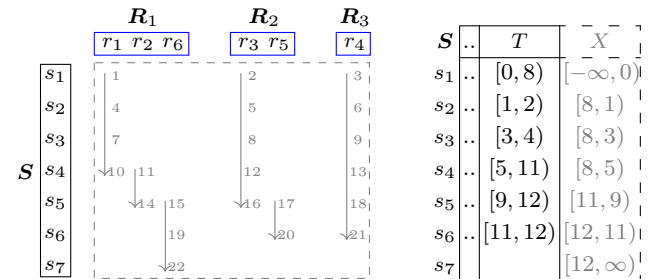 R1 R2 R3
r1 r2 r6 r3 r5 r4
S .. T X
s1 1 2 3 s1 .. [0, 8) [−∞, 0)
s2 4 5 6 s2 .. [1, 2) [8, 1)
s3 7 8 9 s3 .. [3, 4) [8, 3)
S s4 10 11 12 13 s4 .. [5, 11) [8, 5)
s5 14 15 16 17 18 s5 .. [9, 12) [11, 9)
s6 19 20 21 s6 .. [11, 12) [12, 11)
s7 22 s7 [12, ∞)